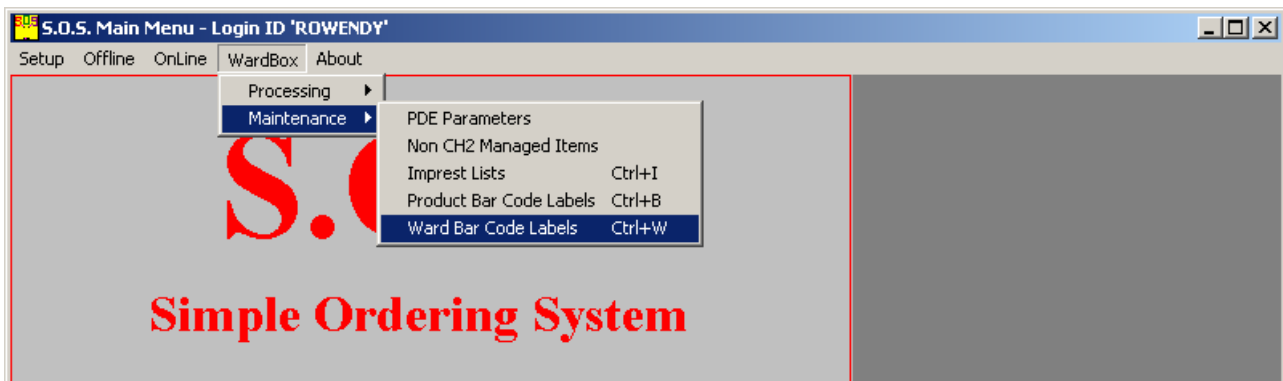 SOS
S.O.S. Main Menu - Login ID 'ROWENDY'
Setup Offline OnLine WardBox About
Processing
Maintenance
PDE Parameters
Non CH2 Managed Items
Imprest Lists Ctrl+I
Product Bar Code Labels Ctrl+B
Ward Bar Code Labels Ctrl+W
S.
Simple Ordering System